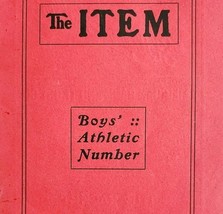 The ITEM
Boys' ::
Athletic
Number